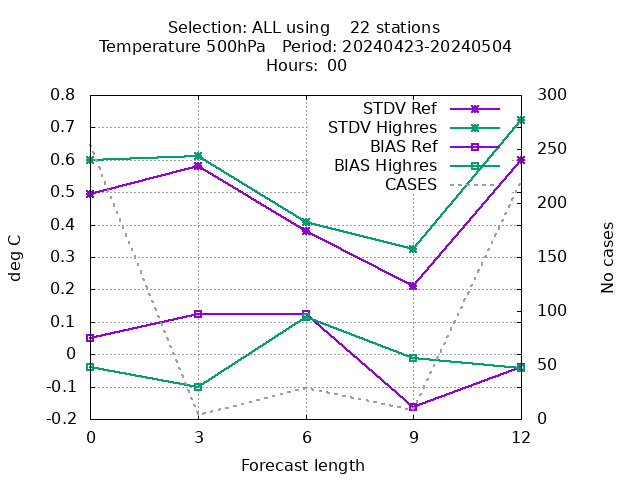 Selection: ALL using    22 stations
Temperature 500hPa   Period: 20240423-20240504
Hours:  00
0.8
0.7
0.6
0.5
0.4
0.3
0.2
0.1
0
-0.1
-0.2
deg C
STDV Ref
STDV Highres
BIAS Ref
BIAS Highres
CASES
300
250
200
150
100
50
0
No cases
0 3 6 9 12
Forecast length